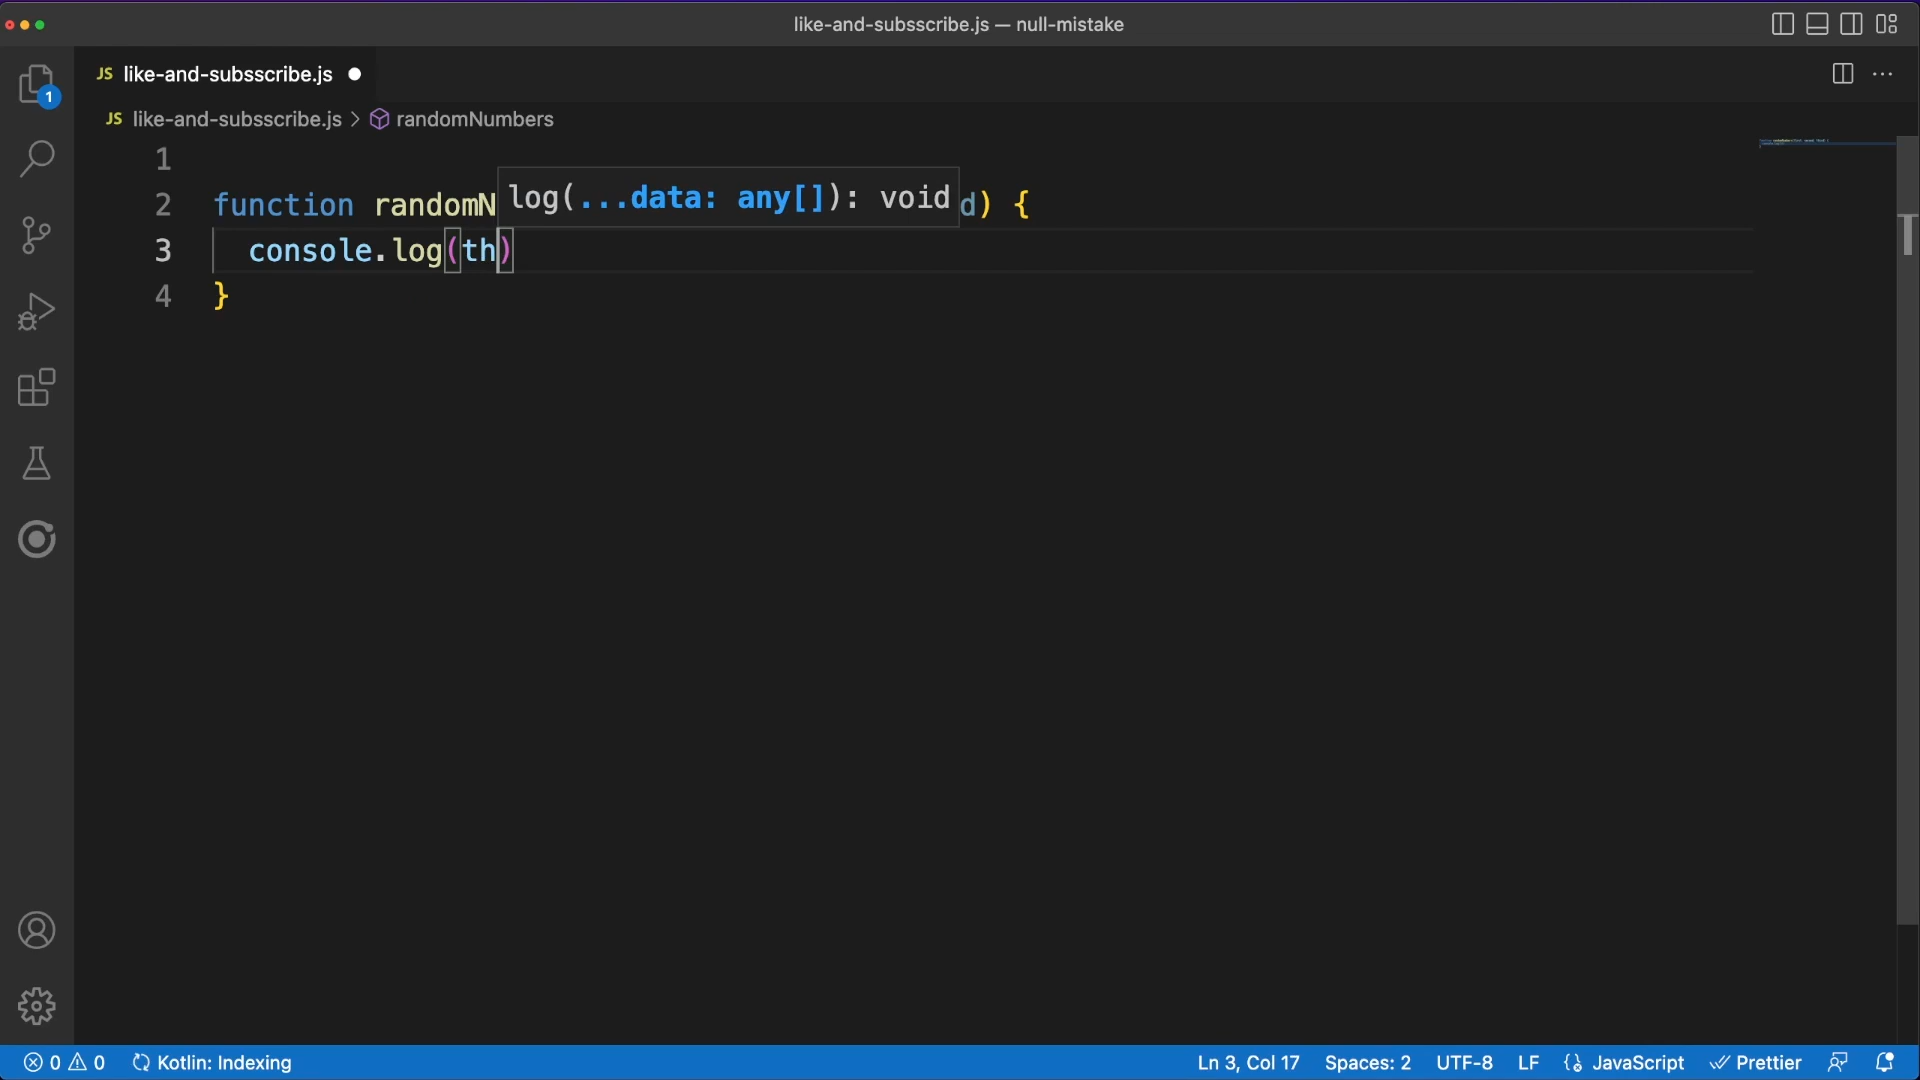 like-and-subsscribe.js — null-mistake
JS like-and-subsscribe.js
1
JS like-and-subsscribe.js > randomNumbers
1
log(...data: any[]): void
2 function randomN d) {
3 console.log(th)
4 }
0 0 Kotlin: Indexing Ln 3, Col 17 Spaces: 2 UTF-8 LF JavaScript Prettier